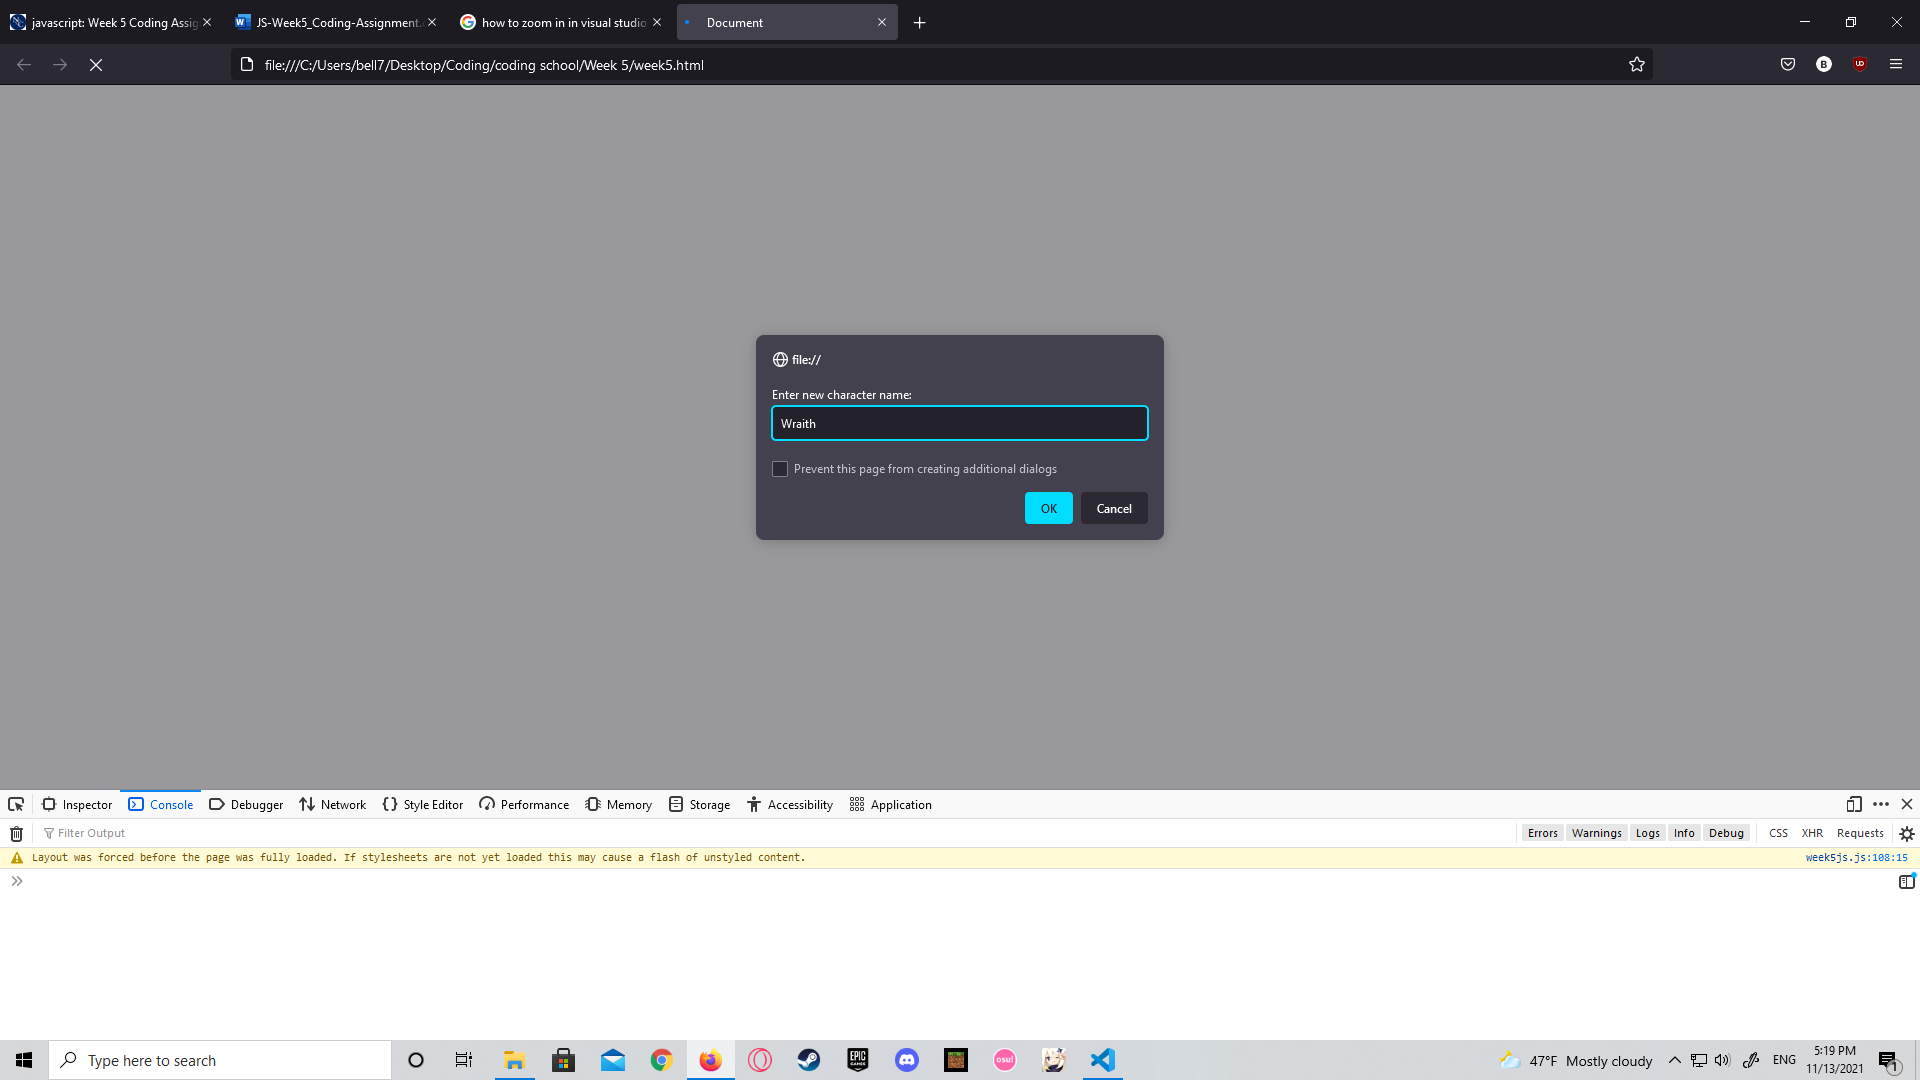 javascript: Week 5 Coding Assig
JS-Week5_Coding-Assignment.
how to zoom in in visual studio
Document
file:///C:/Users/bell7/Desktop/Coding/coding school/Week 5/week5.html
B
file://
Enter new character name:
Wraith
Prevent this page from creating additional dialogs
OK
Cancel
Inspector
Console
Debugger
Network
Style Editor
Performance
Memory
Storage
Accessibility
Application
Filter Output
Errors
Warnings
Logs
Info
Debug
CSS
XHR
Requests
Layout was forced before the page was fully loaded. If stylesheets are not yet loaded this may cause a flash of unstyled content.
week5js.js:108:15
Type here to search
EPIC
GAMES
osu!
47°F Mostly cloudy
ENG
5:19 PM
11/13/2021
1